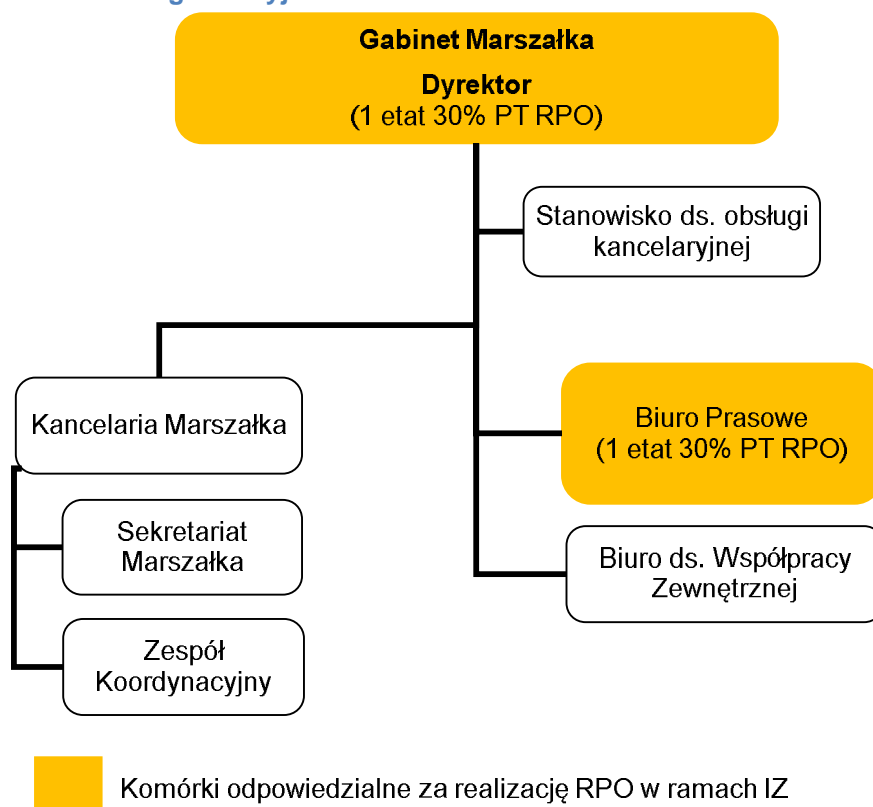 Gabinet Marszałka
Dyrektor
(1 etat 30% PT RPO)
Stanowisko ds. obsługi
kancelaryjnej
Kancelaria Marszałka
Biuro Prasowe
(1 etat 30% PT RPO)
Sekretariat
Marszałka
Biuro ds. Współpracy
Zewnętrznej
Zespół
Koordynacyjny
Komórki odpowiedzialne za realizację RPO w ramach IZ